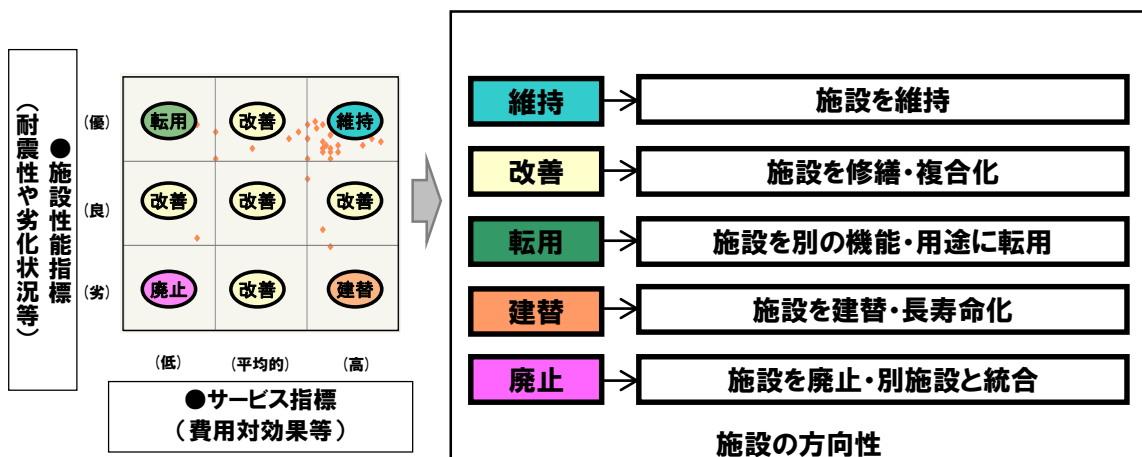 ●施設性能指標
（耐震性や劣化状況等）
（優）
（良）
（劣）
転用
改善
維持
改善
改善
改善
廃止
改善
建替
（低）
（平均的）
（高）
●サービス指標
（費用対効果等）
維持
施設を維持
改善
施設を修繕・複合化
転用
施設を別の機能・用途に転用
建替
施設を建替・長寿命化
廃止
施設を廃止・別施設と統合
施設の方向性